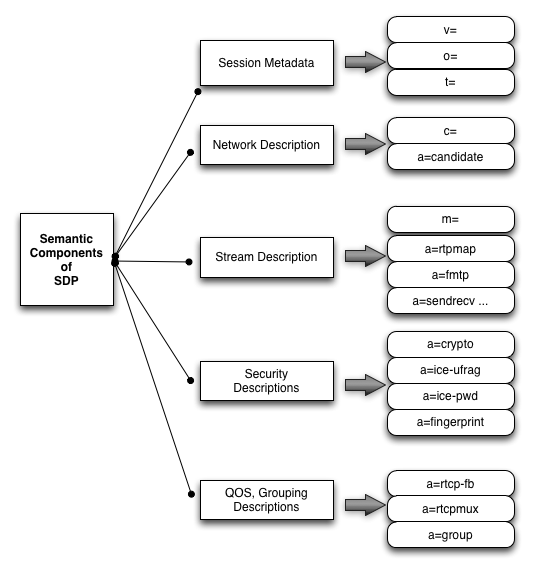 Semantic
Components
of
SDP
Session Metadata
v=
o=
t=
Network Description
c=
a=candidate
Stream Description
m=
a=rtpmap
a=fmtp
a=sendrecv ...
Security
Descriptions
a=crypto
a=ice-ufrag
a=ice-pwd
a=fingerprint
QOS, Grouping
Descriptions
a=rtcp-fb
a=rtcpmux
a=group